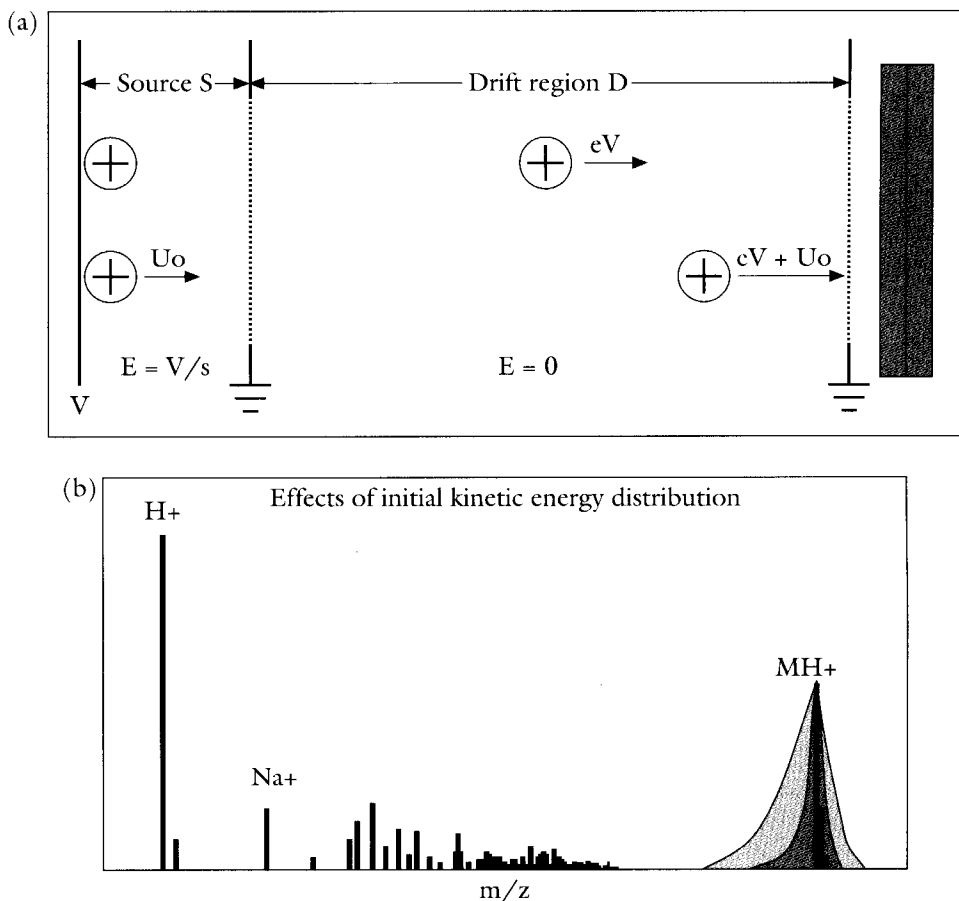 (a)
Source S
Drift region D
eV
Uo
cV + Uo
E = V/s
E = 0
V
(b)
Effects of initial kinetic energy distribution
H+
MH+
Na+
m/z